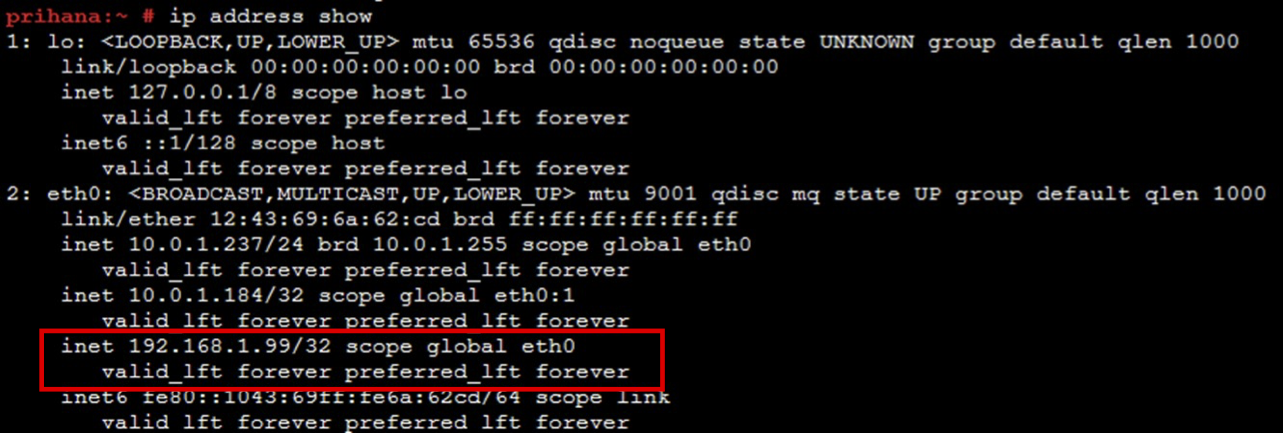 prihana:~ # ip address show
1: lo: <LOOPBACK,UP,LOWER_UP> mtu 65536 qdisc noqueue state UNKNOWN group default qlen 1000
link/loopback 00:00:00:00:00:00 brd 00:00:00:00:00:00
inet 127.0.0.1/8 scope host lo
valid_lft forever preferred_lft forever
inet6 ::1/128 scope host
valid_lft forever preferred_lft forever
2: eth0: <BROADCAST,MULTICAST,UP,LOWER_UP> mtu 9001 qdisc mq state UP group default qlen 1000
link/ether 12:43:69:6a:62:cd brd ff:ff:ff:ff:ff:ff
inet 10.0.1.237/24 brd 10.0.1.255 scope global eth0
valid_lft forever preferred_lft forever
inet 10.0.1.184/32 scope global eth0:1
valid_lft forever preferred_lft forever
inet 192.168.1.99/32 scope global eth0
valid_lft forever preferred_lft forever
inet6 fe80::1043:69ff:fe6a:62cd/64 scope link
valid_lft forever preferred_lft forever